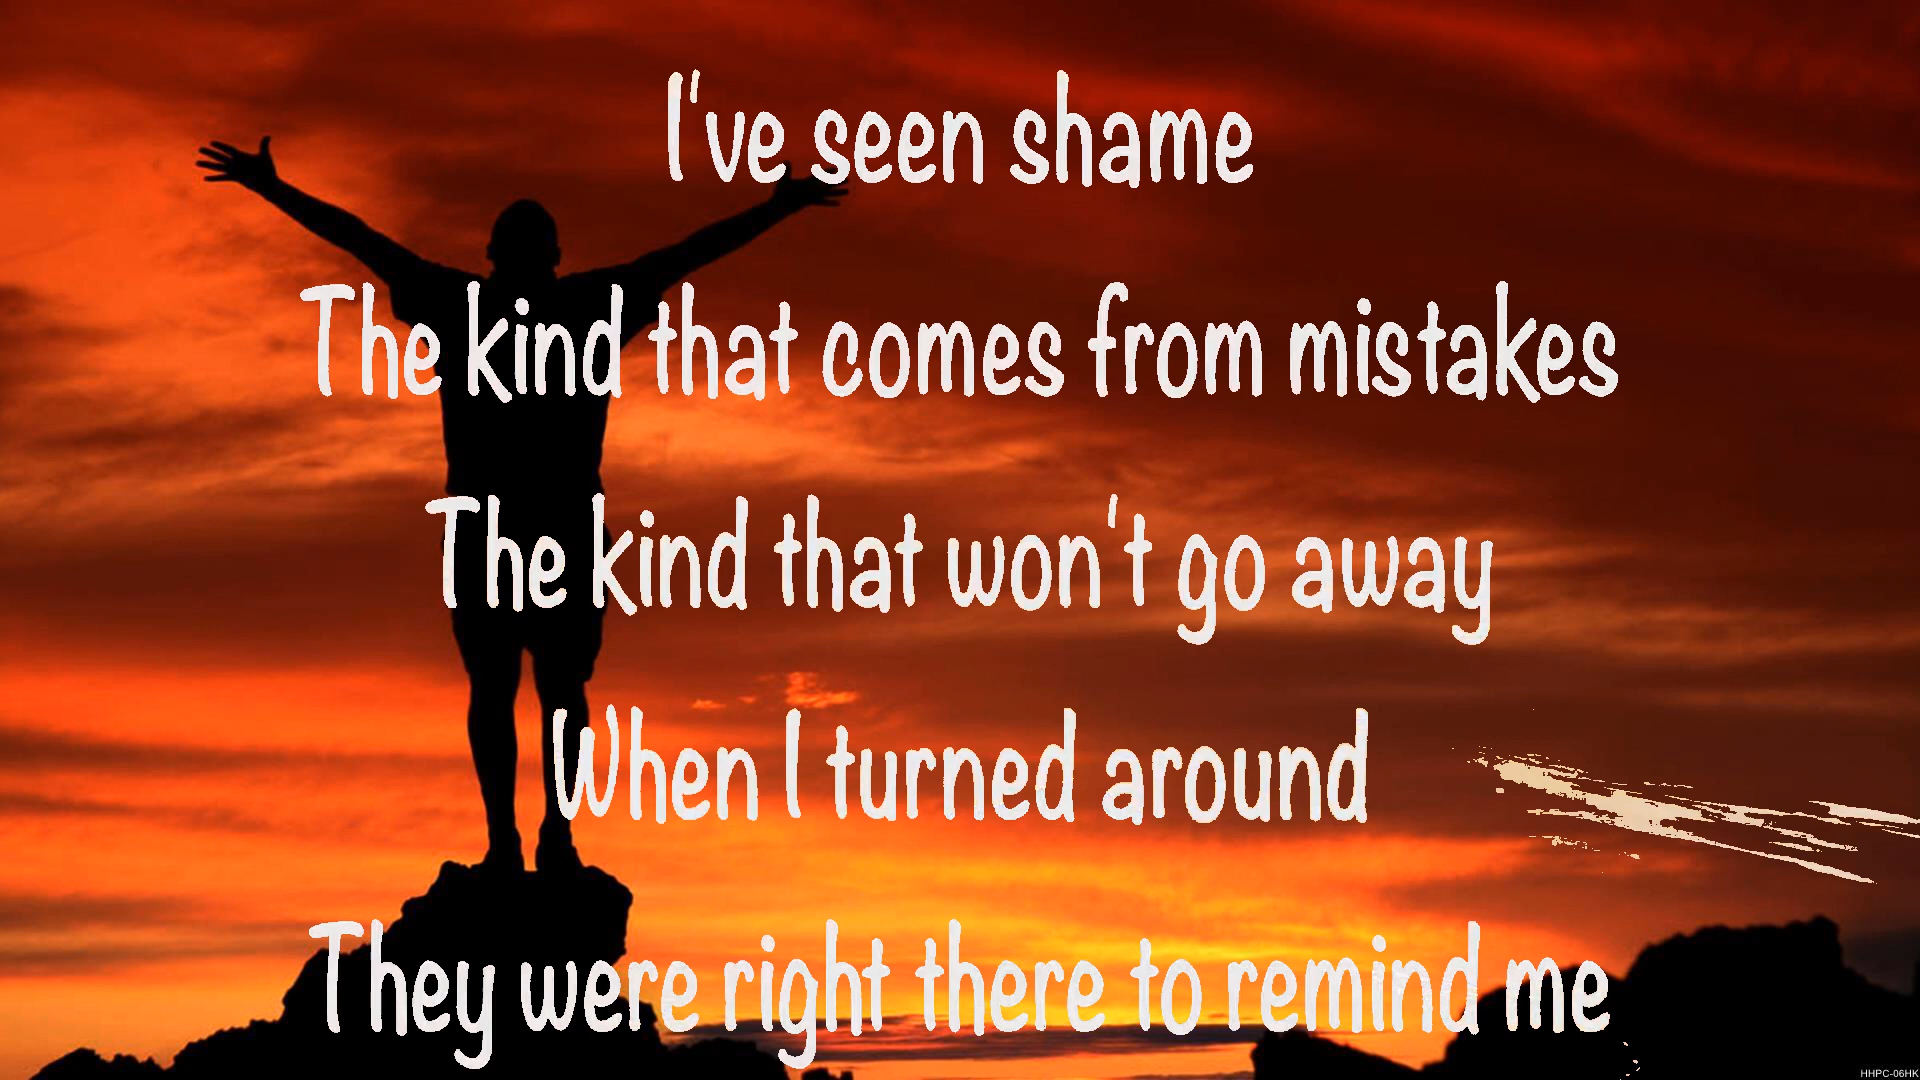 I've seen shame
The kind that comes from mistakes
The kind that won't go away
When I turned around
They were right there to remind me
HHPC-06HK